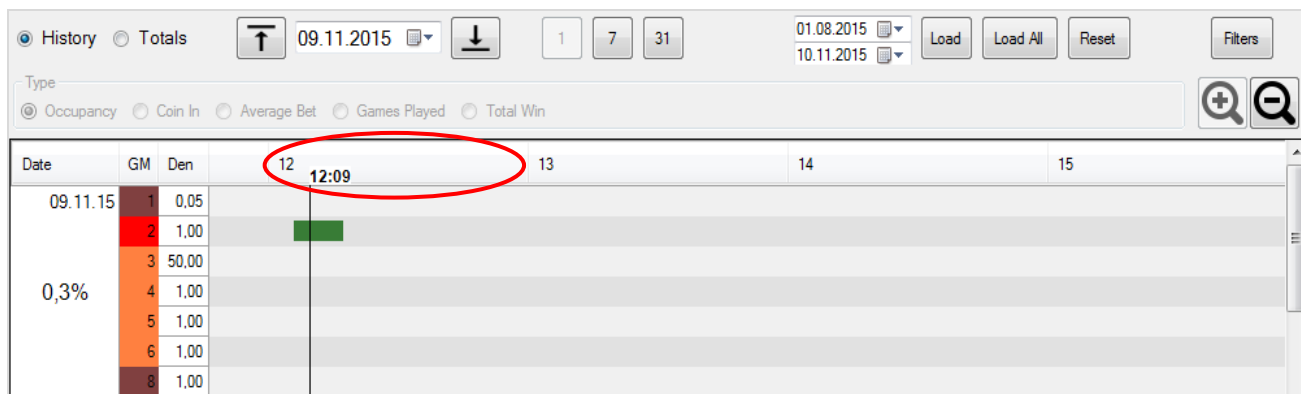 History Totals 09.11.2015 1 7 31 01.08.2015 Load Load All Reset Filters
10.11.2015
Type
Occupancy Coin In Average Bet Games Played Total Win
Date GM Den 12 13 14 15
12:09
09.11.15 1 0,05
2 1,00
3 50,00
0,3% 4 1,00
5 1,00
6 1,00
8 1,00